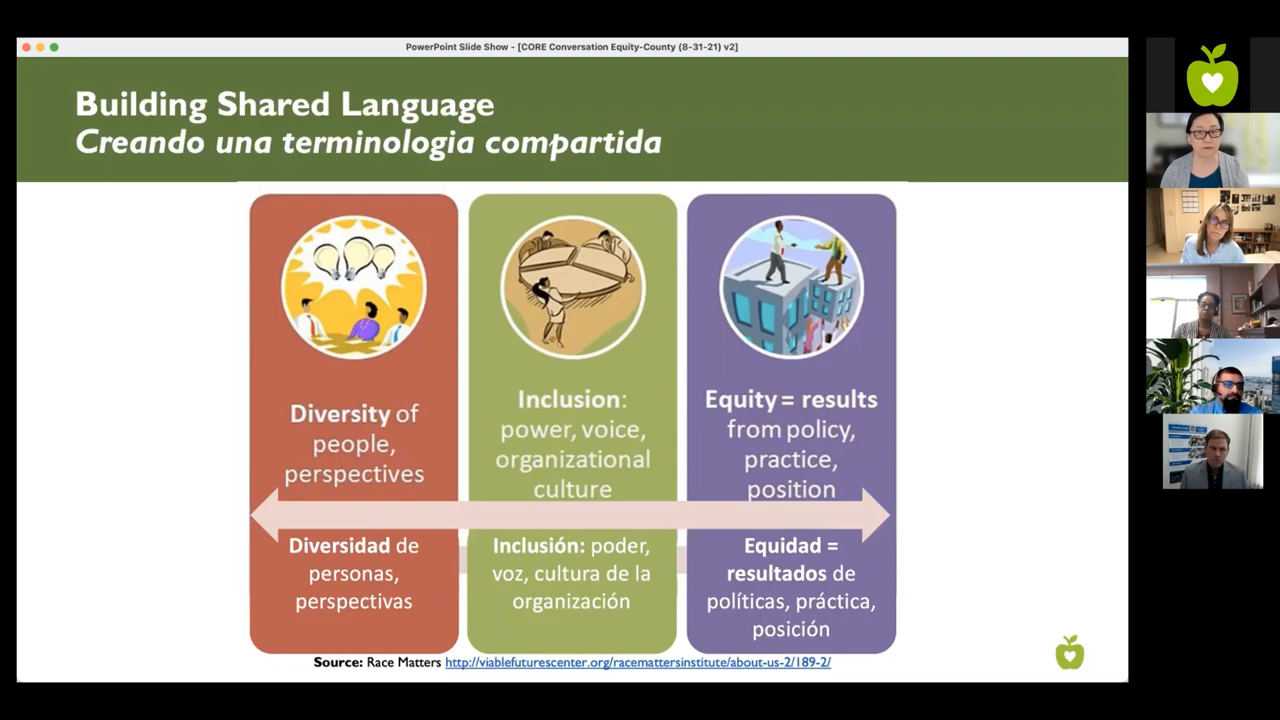 PowerPoint Slide Show - [CORE Conversation Equity-County (8-31-21) v2]
Building Shared Language
Creando una terminologia compartida
Diversity of
people,
perspectives
Inclusion:
power, voice,
organizational
culture
Equity = results
from policy,
practice,
position
Diversidad de
personas,
perspectivas
Inclusión: poder,
voz, cultura de la
organización
Equidad =
resultados de
políticas, práctica,
posición
Source: Race Matters http://viablefuturescenter.org/racemattersinstitute/about-us-2/189-2/